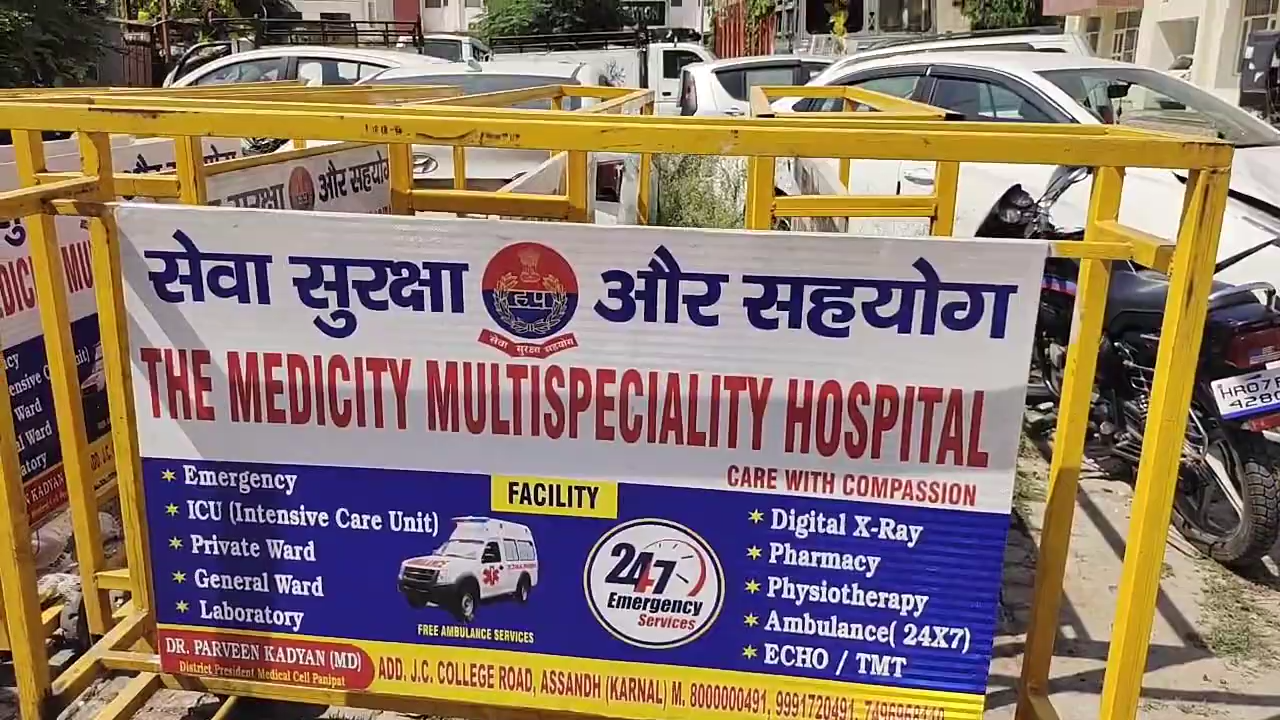 सेवा सुरक्षा और सहयोग
ह.पु.
सेवा सुरक्षा सहयोग
THE MEDICITY MULTISPECIALITY HOSPITAL
CARE WITH COMPASSION
FACILITY
✶ Emergency
✶ ICU (Intensive Care Unit)
✶ Private Ward
✶ General Ward
✶ Laboratory
FREE AMBULANCE SERVICES
24x7
Emergency
Services
✶ Digital X-Ray
✶ Pharmacy
✶ Physiotherapy
✶ Ambulance( 24X7)
✶ ECHO / TMT
DR. PARVEEN KADYAN (MD)
District President Medical Cell Panipat
ADD. J.C. COLLEGE ROAD, ASSANDH (KARNAL) M. 8000000491, 9991720491,
सुरक्षा और सहयोग